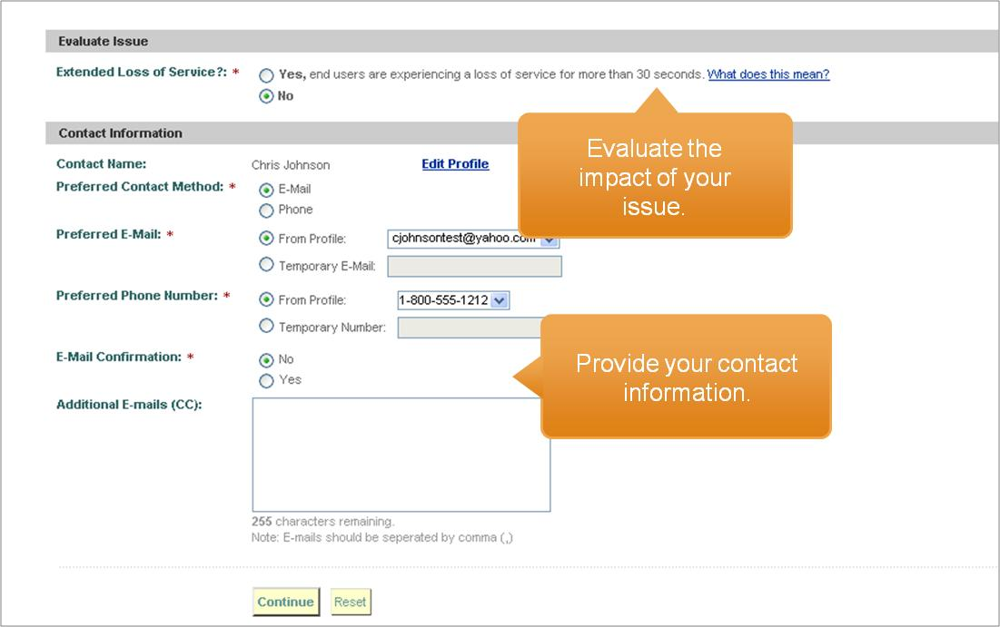 Evaluate Issue
Extended Loss of Service?: * Yes, end users are experiencing a loss of service for more than 30 seconds. What does this mean?
No
Evaluate the
impact of your
issue.
Contact Information
Contact Name: Chris Johnson Edit Profile
Preferred Contact Method: * E-Mail
Phone
Preferred E-Mail: * From Profile: cjohnsontest@yahoo.com
Temporary E-Mail:
Preferred Phone Number: * From Profile: 1-800-555-1212
Temporary Number:
Provide your contact
information.
E-Mail Confirmation: * No
Yes
Additional E-mails (CC):
255 characters remaining.
Note: E-mails should be seperated by comma (,)
Continue Reset